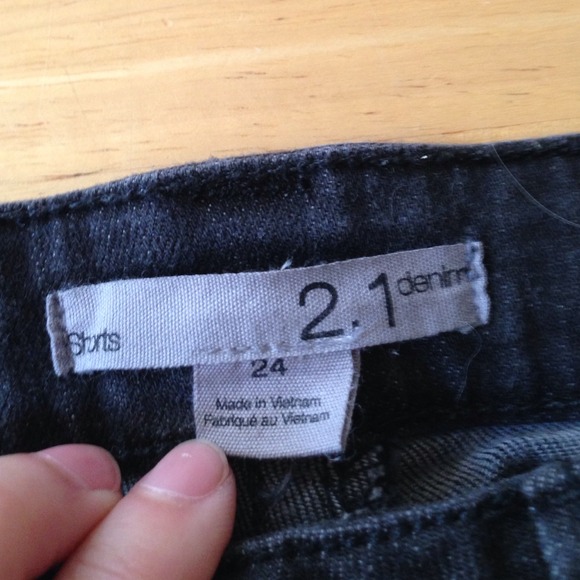 Shorts 2.1 denim
24
Made in Vietnam
Fabriqué au Vietnam